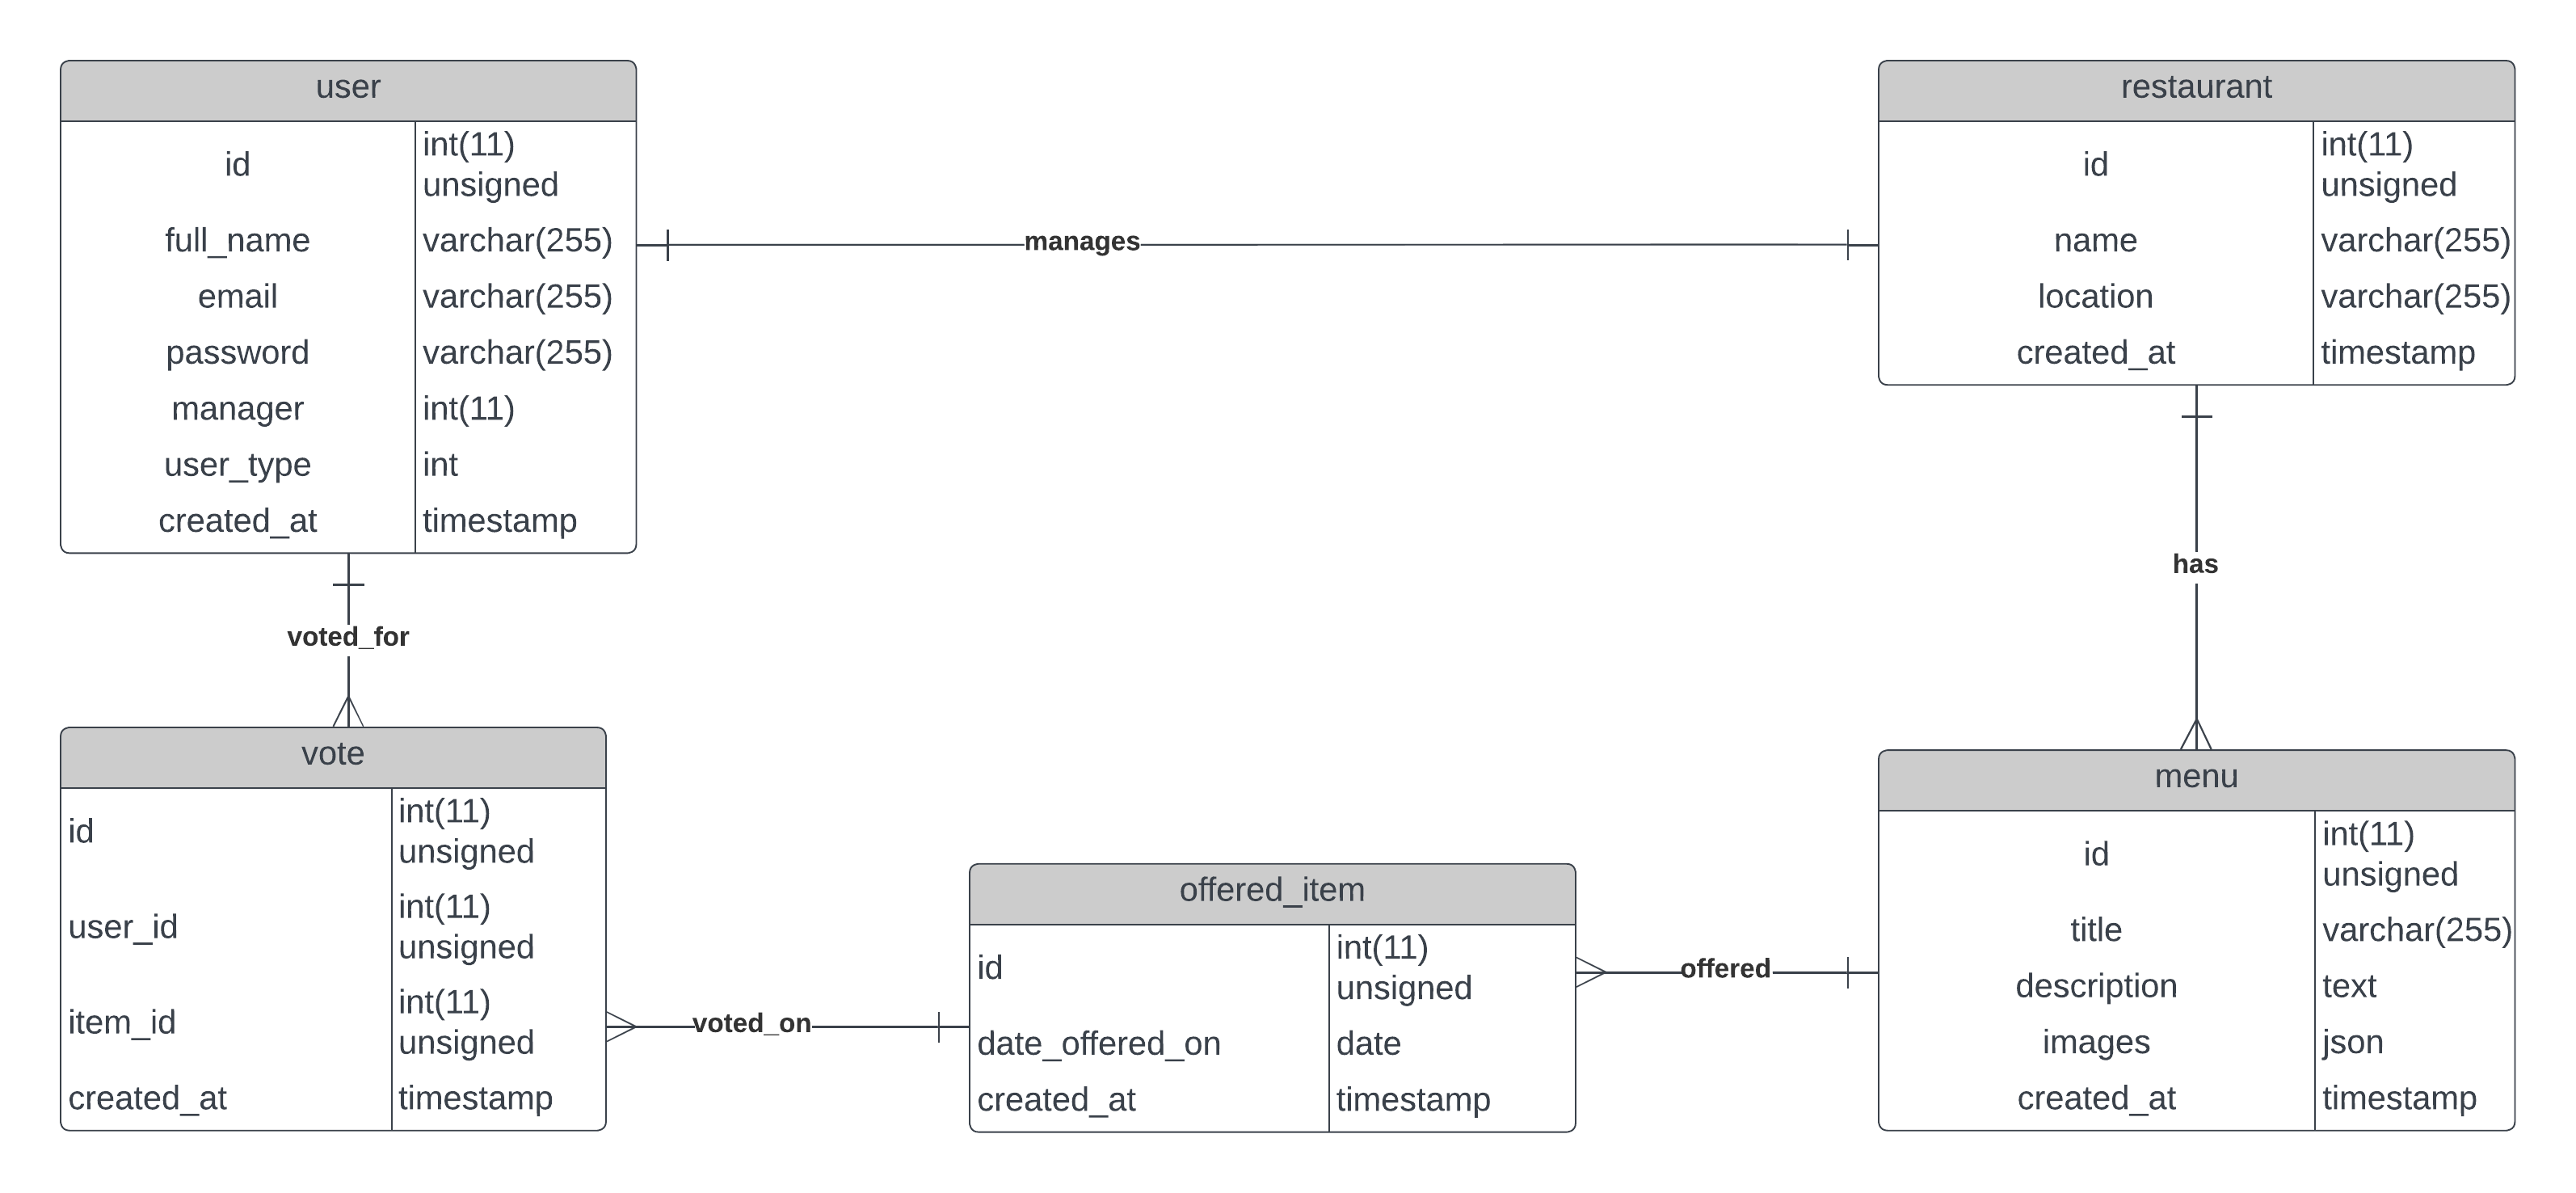 user
id
int(11)
unsigned
full_name
varchar(255)
email
varchar(255)
password
varchar(255)
manager
int(11)
user_type
int
created_at
timestamp
manages
restaurant
id
int(11)
unsigned
name
varchar(255)
location
varchar(255)
created_at
timestamp
voted_for
has
vote
id
int(11)
unsigned
user_id
int(11)
unsigned
item_id
int(11)
unsigned
created_at
timestamp
voted_on
offered_item
id
int(11)
unsigned
date_offered_on
date
created_at
timestamp
offered
menu
id
int(11)
unsigned
title
varchar(255)
description
text
images
json
created_at
timestamp